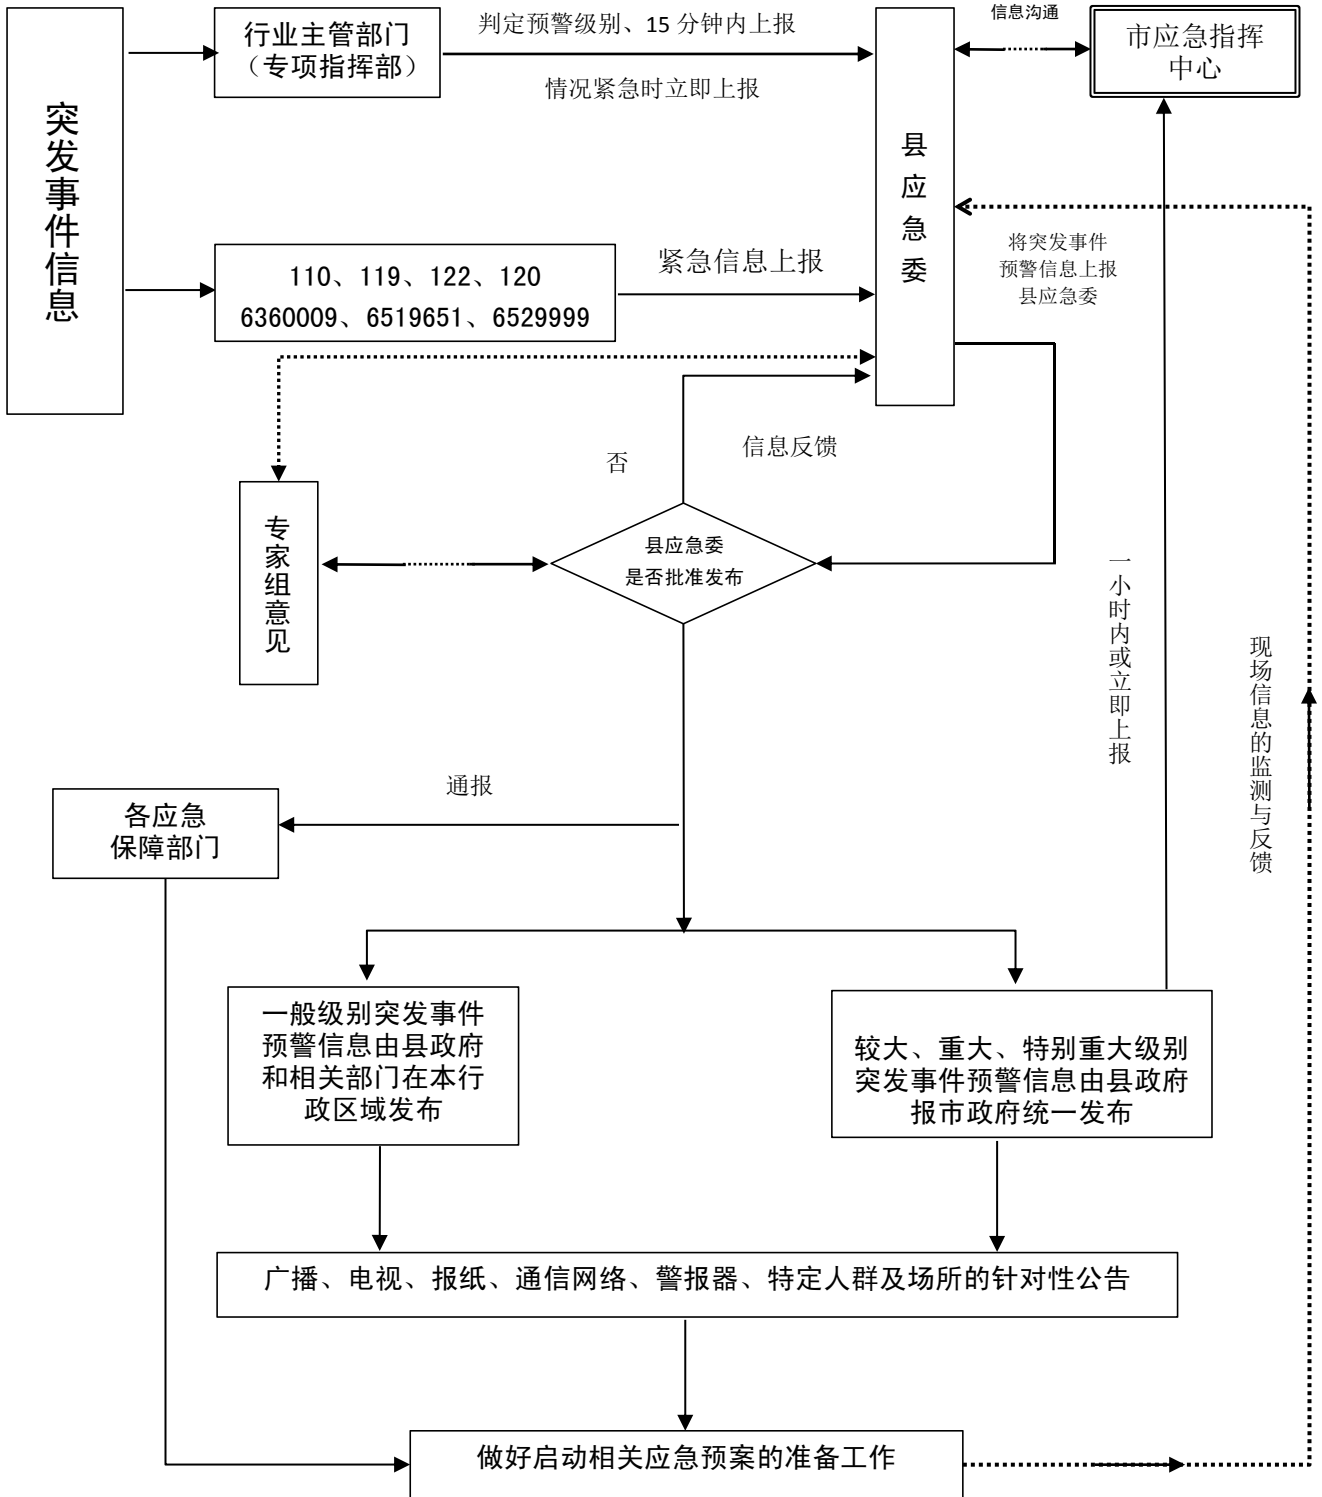 突发事件信息
行业主管部门
（专项指挥部）
判定预警级别、15 分钟内上报
情况紧急时立即上报
信息沟通
市应急指挥
中心
县应急委
110、119、122、120
6360009、6519651、6529999
紧急信息上报
将突发事件
预警信息上报
县应急委
否
信息反馈
专家组意见
县应急委
是否批准发布
一小时内或立即上报
现场信息的监测与反馈
通报
各应急
保障部门
一般级别突发事件
预警信息由县政府
和相关部门在本行
政区域发布
较大、重大、特别重大级别
突发事件预警信息由县政府
报市政府统一发布
广播、电视、报纸、通信网络、警报器、特定人群及场所的针对性公告
做好启动相关应急预案的准备工作